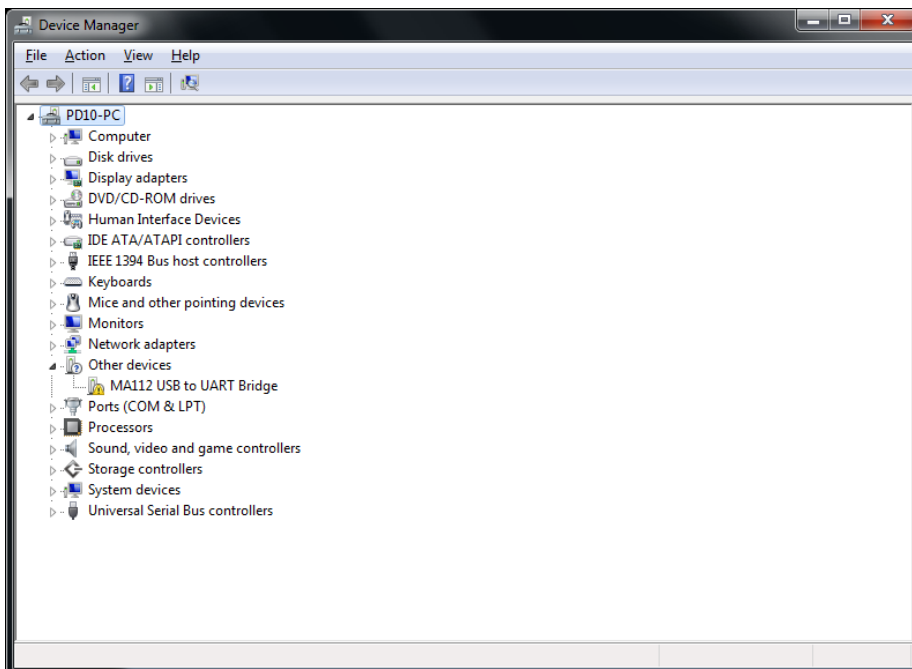 Device Manager
File Action View Help
PD10-PC
Computer
Disk drives
Display adapters
DVD/CD-ROM drives
Human Interface Devices
IDE ATA/ATAPI controllers
IEEE 1394 Bus host controllers
Keyboards
Mice and other pointing devices
Monitors
Network adapters
Other devices
MA112 USB to UART Bridge
Ports (COM & LPT)
Processors
Sound, video and game controllers
Storage controllers
System devices
Universal Serial Bus controllers